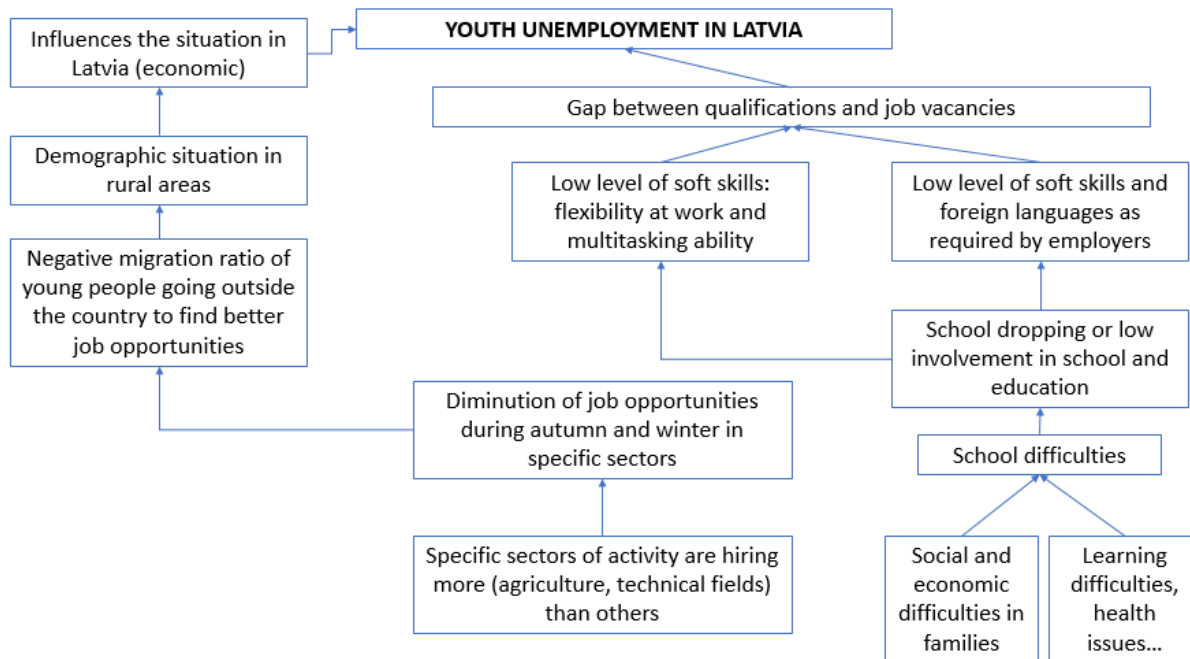 YOUTH UNEMPLOYMENT IN LATVIA
Influences the situation in
Latvia (economic)
Gap between qualifications and job vacancies
Demographic situation in
rural areas
Low level of soft skills:
flexibility at work and
multitasking ability
Low level of soft skills and
foreign languages as
required by employers
Negative migration ratio of
young people going outside
the country to find better
job opportunities
School dropping or low
involvement in school and
education
Diminution of job opportunities
during autumn and winter in
specific sectors
School difficulties
Specific sectors of activity are hiring
more (agriculture, technical fields)
than others
Social and
economic
difficulties in
families
Learning
difficulties,
health
issues…